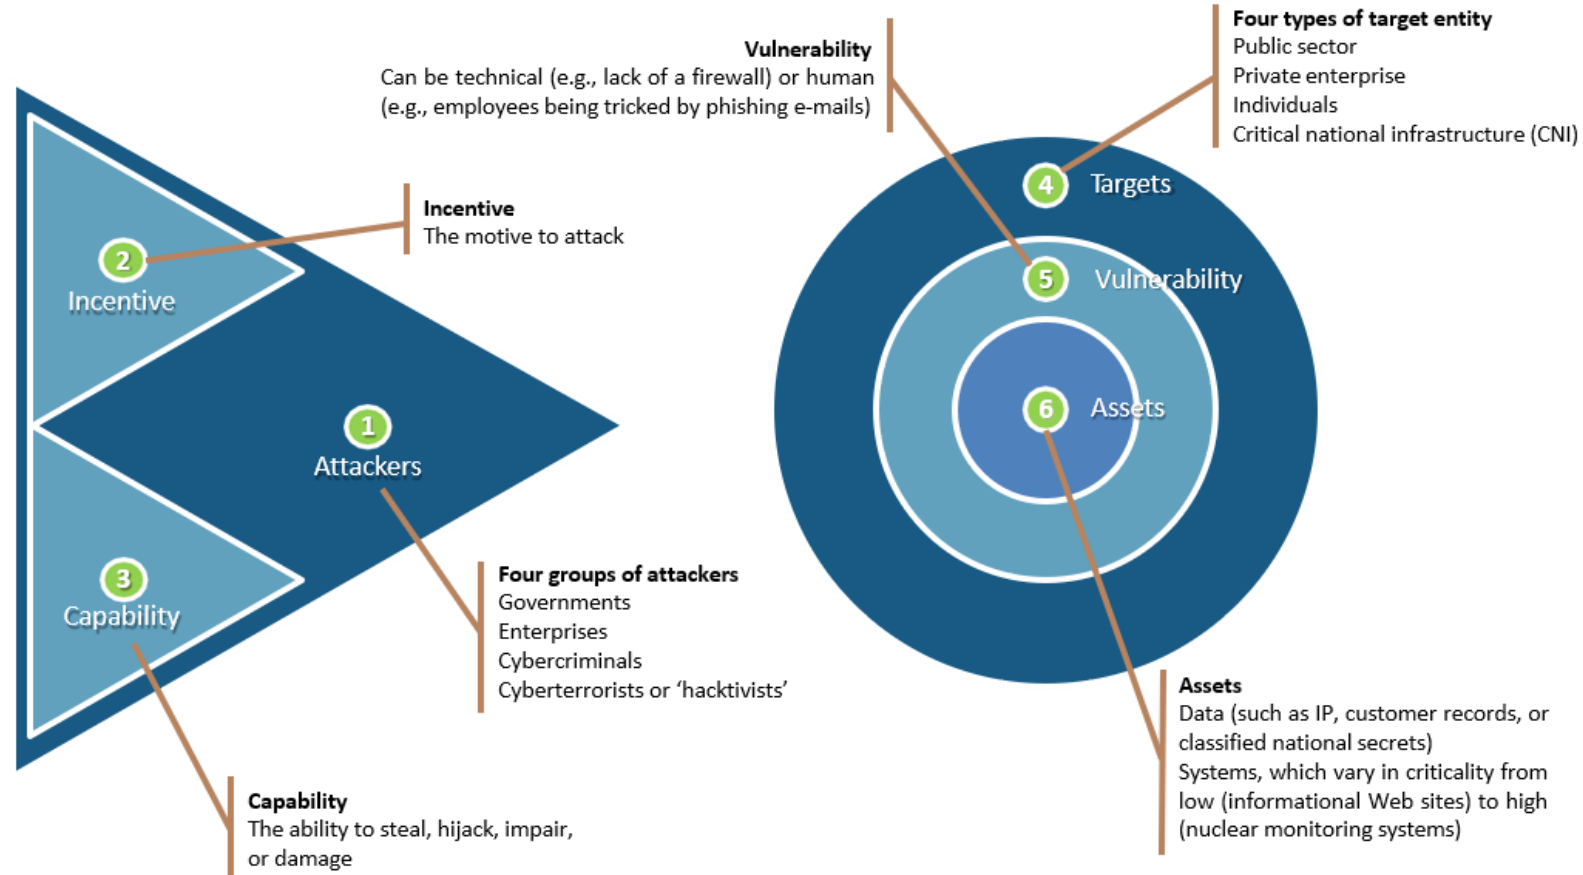 Four types of target entity
Public sector
Private enterprise
Individuals
Critical national infrastructure (CNI)
Vulnerability
Can be technical (e.g., lack of a firewall) or human
(e.g., employees being tricked by phishing e-mails)
4
Targets
Incentive
The motive to attack
2
Incentive
5
Vulnerability
6
Assets
1
Attackers
3
Capability
Four groups of attackers
Governments
Enterprises
Cybercriminals
Cyberterrorists or ‘hacktivists’
Assets
Data (such as IP, customer records, or
classified national secrets)
Systems, which vary in criticality from
low (informational Web sites) to high
(nuclear monitoring systems)
Capability
The ability to steal, hijack, impair,
or damage